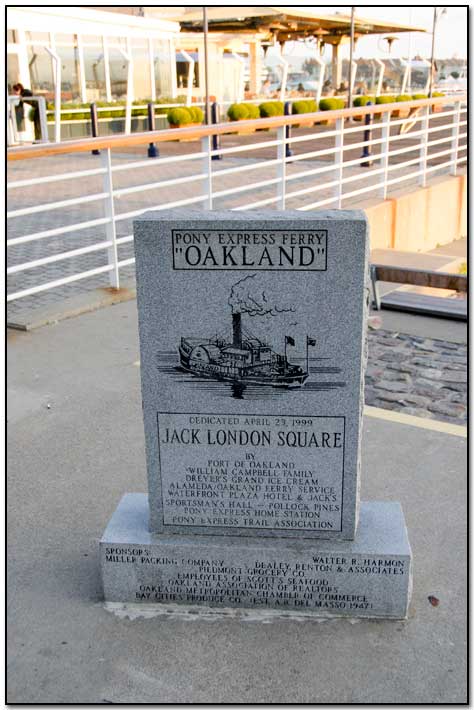 PONY EXPRESS FERRY
"OAKLAND"
DEDICATED APRIL 23, 1999
JACK LONDON SQUARE
BY
PORT OF OAKLAND
WILLIAM CAMPBELL FAMILY
DREYER'S GRAND ICE CREAM
ALAMEDA/OAKLAND FERRY SERVICE
WATERFRONT PLAZA HOTEL & JACK'S
SPORTSMAN'S HALL - POLLOCK PINES
PONY EXPRESS HOME STATION
PONY EXPRESS TRAIL ASSOCIATION
SPONSORS: WALTER R. HARMON
MILLER PACKING COMPANY DEALEY, RENTON & ASSOCIATES
PIEDMONT GROCERY CO.
EMPLOYEES OF SCOTT'S SEAFOOD
OAKLAND ASSOCIATION OF REALTORS
OAKLAND METROPOLITAN CHAMBER OF COMMERCE
BAY CITIES PRODUCE CO. (EST. A.R. DEL MASSO 1947)